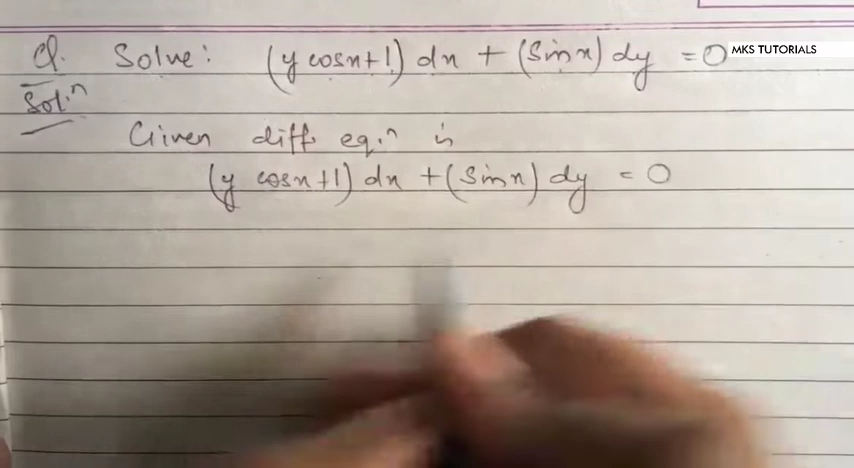 Q. Solve: (y cosx+1) dx + (Sinx) dy = 0 MKS TUTORIALS
Sol.n
Given diff. eq.n is
(y cosx+1) dx + (Sinx) dy = 0